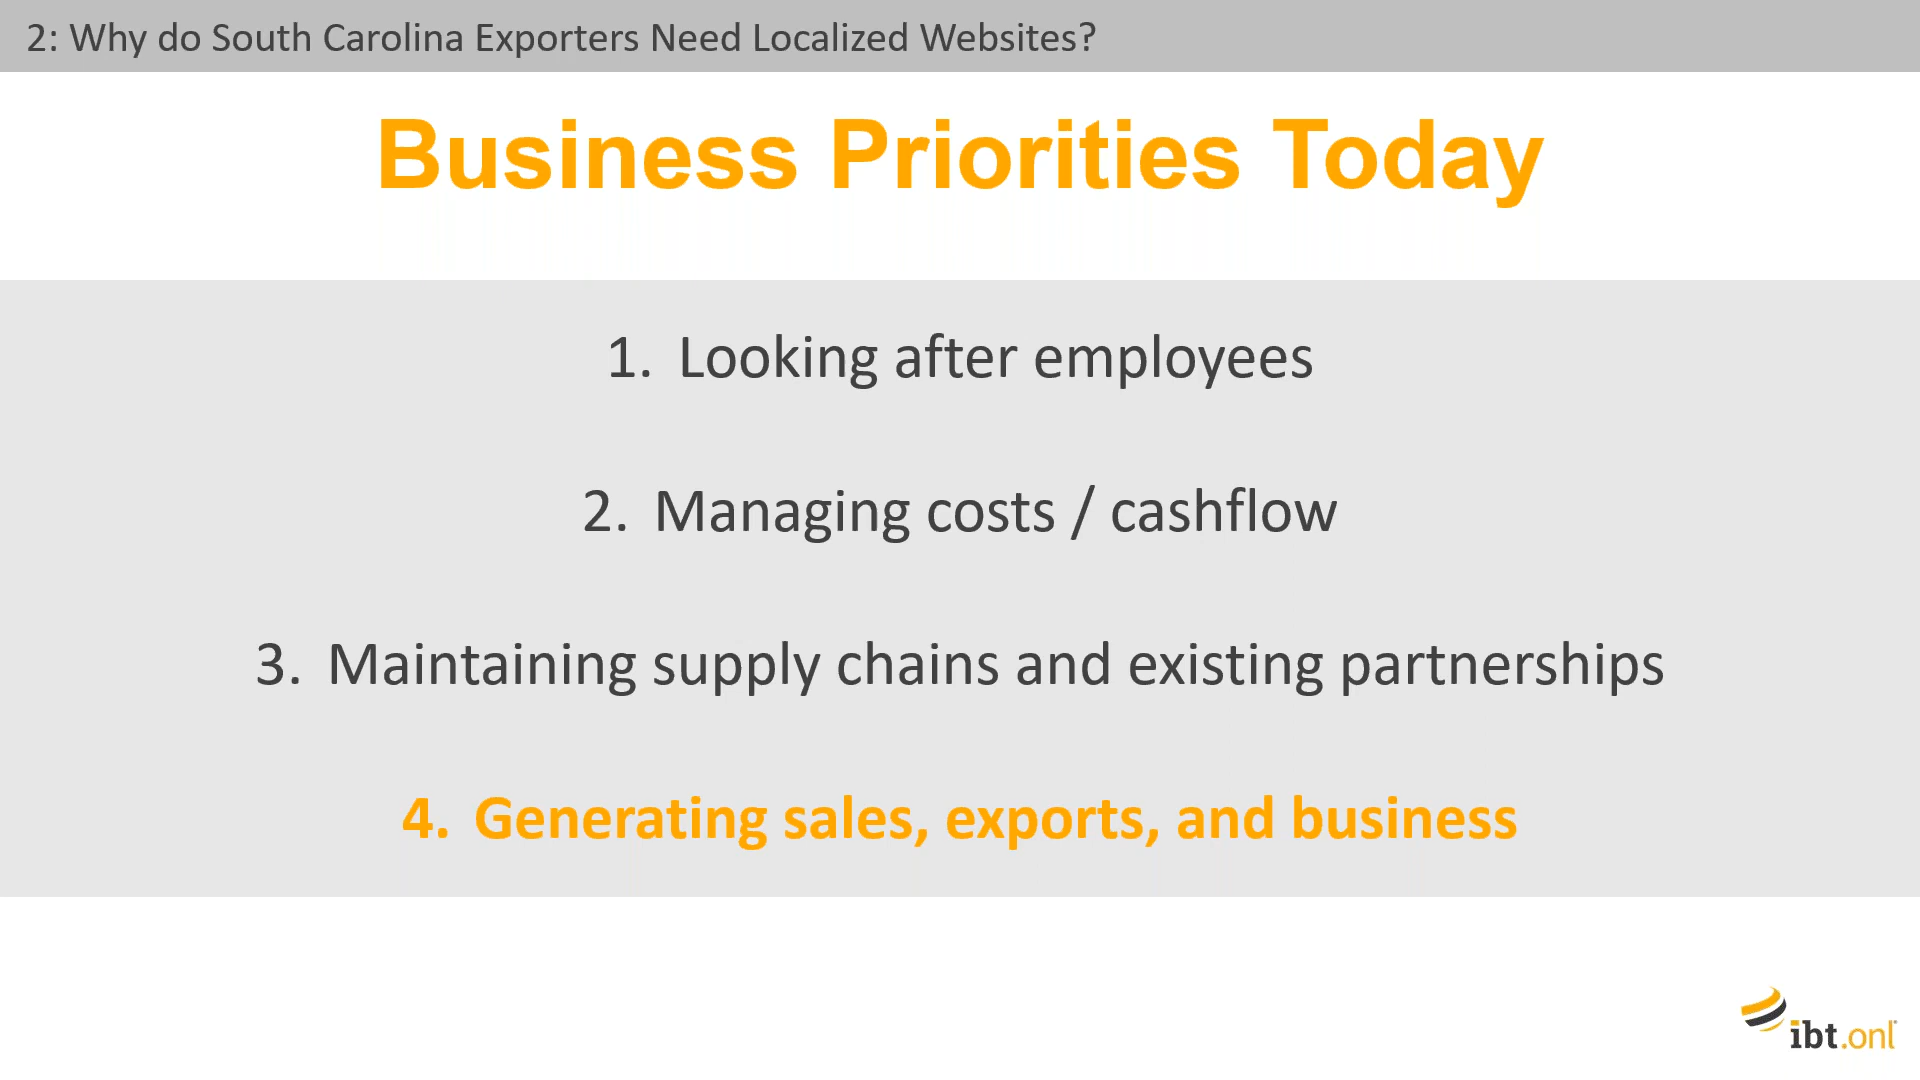 2: Why do South Carolina Exporters Need Localized Websites?
Business Priorities Today
1. Looking after employees
2. Managing costs / cashflow
3. Maintaining supply chains and existing partnerships
4. Generating sales, exports, and business
ibt.onl